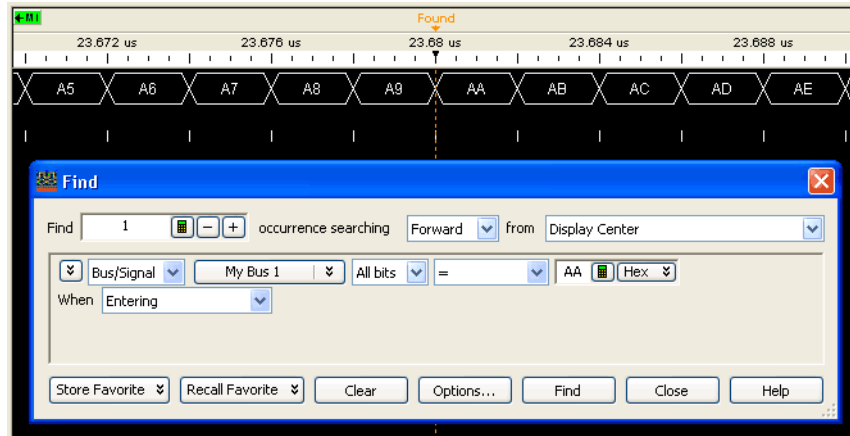 M1
Found
23.672 us 23.676 us 23.68 us 23.684 us 23.688 us
A5 A6 A7 A8 A9 AA AB AC AD AE
Find
Find 1 − + occurrence searching Forward from Display Center
Bus/Signal My Bus 1 All bits = AA Hex
When Entering
Store Favorite Recall Favorite Clear Options... Find Close Help